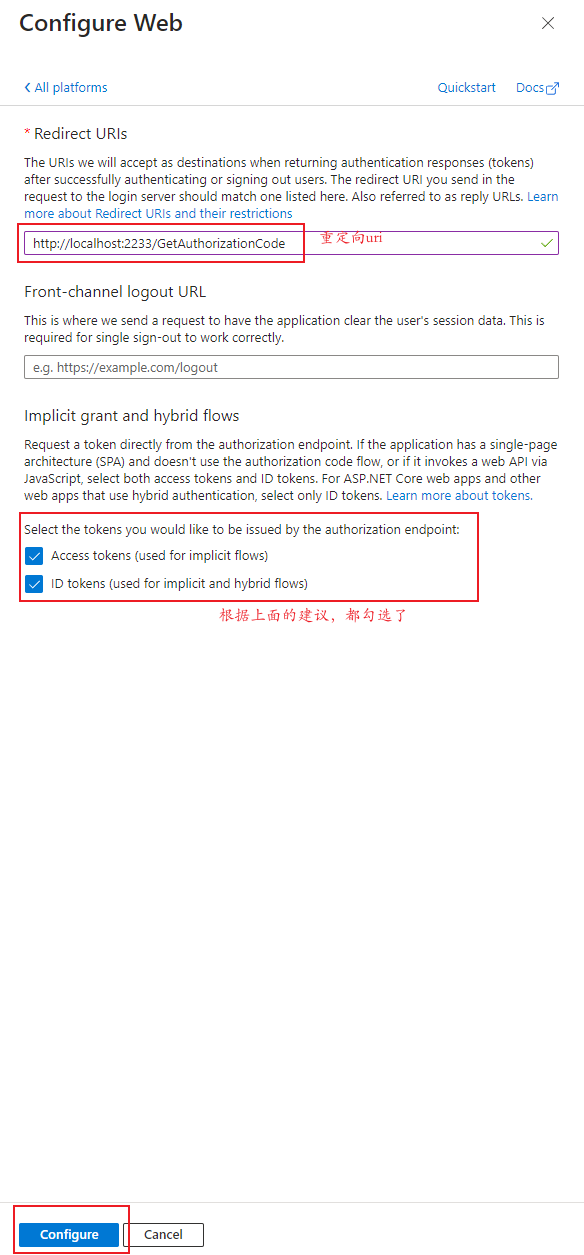 Configure Web
All platforms
Quickstart
Docs
* Redirect URIs
The URIs we will accept as destinations when returning authentication responses (tokens)
after successfully authenticating or signing out users. The redirect URI you send in the
request to the login server should match one listed here. Also referred to as reply URLs. Learn
more about Redirect URIs and their restrictions
http://localhost:2233/GetAuthorizationCode
重定向uri
Front-channel logout URL
This is where we send a request to have the application clear the user's session data. This is
required for single sign-out to work correctly.
e.g. https://example.com/logout
Implicit grant and hybrid flows
Request a token directly from the authorization endpoint. If the application has a single-page
architecture (SPA) and doesn't use the authorization code flow, or if it invokes a web API via
JavaScript, select both access tokens and ID tokens. For ASP.NET Core web apps and other
web apps that use hybrid authentication, select only ID tokens. Learn more about tokens.
Select the tokens you would like to be issued by the authorization endpoint:
Access tokens (used for implicit flows)
ID tokens (used for implicit and hybrid flows)
根据上面的建议，都勾选了
Configure
Cancel